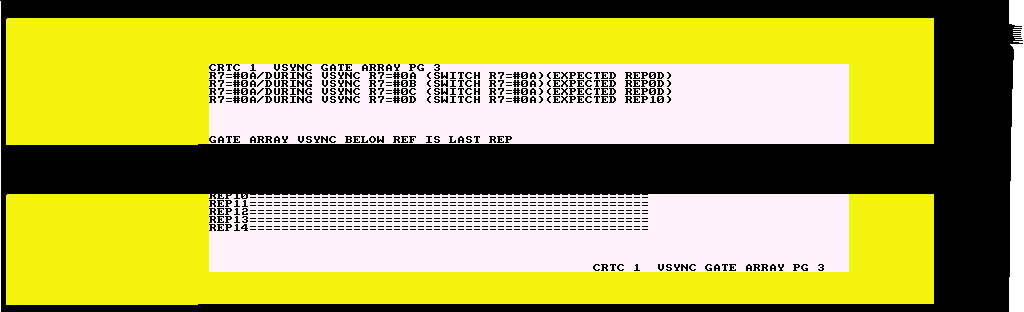 CRTC 1  VSYNC GATE ARRAY PG 3
R7=#0A/DURING VSYNC R7=#0A (SWITCH R7=#0A)(EXPECTED REP0D)
R7=#0A/DURING VSYNC R7=#0B (SWITCH R7=#0A)(EXPECTED REP0D)
R7=#0A/DURING VSYNC R7=#0C (SWITCH R7=#0A)(EXPECTED REP0D)
R7=#0A/DURING VSYNC R7=#0D (SWITCH R7=#0A)(EXPECTED REP10)
GATE ARRAY VSYNC BELOW REF IS LAST REP
REP10==================================================
REP11==================================================
REP12==================================================
REP13==================================================
REP14==================================================
CRTC 1  VSYNC GATE ARRAY PG 3